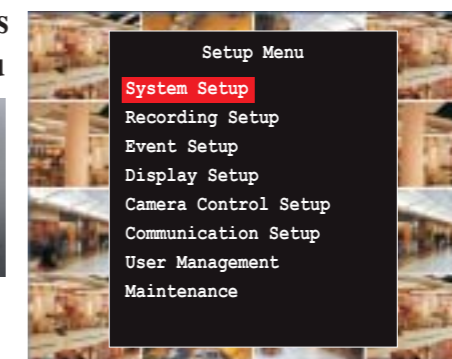 Setup Menu
System Setup
Recording Setup
Event Setup
Display Setup
Camera Control Setup
Communication Setup
User Management
Maintenance